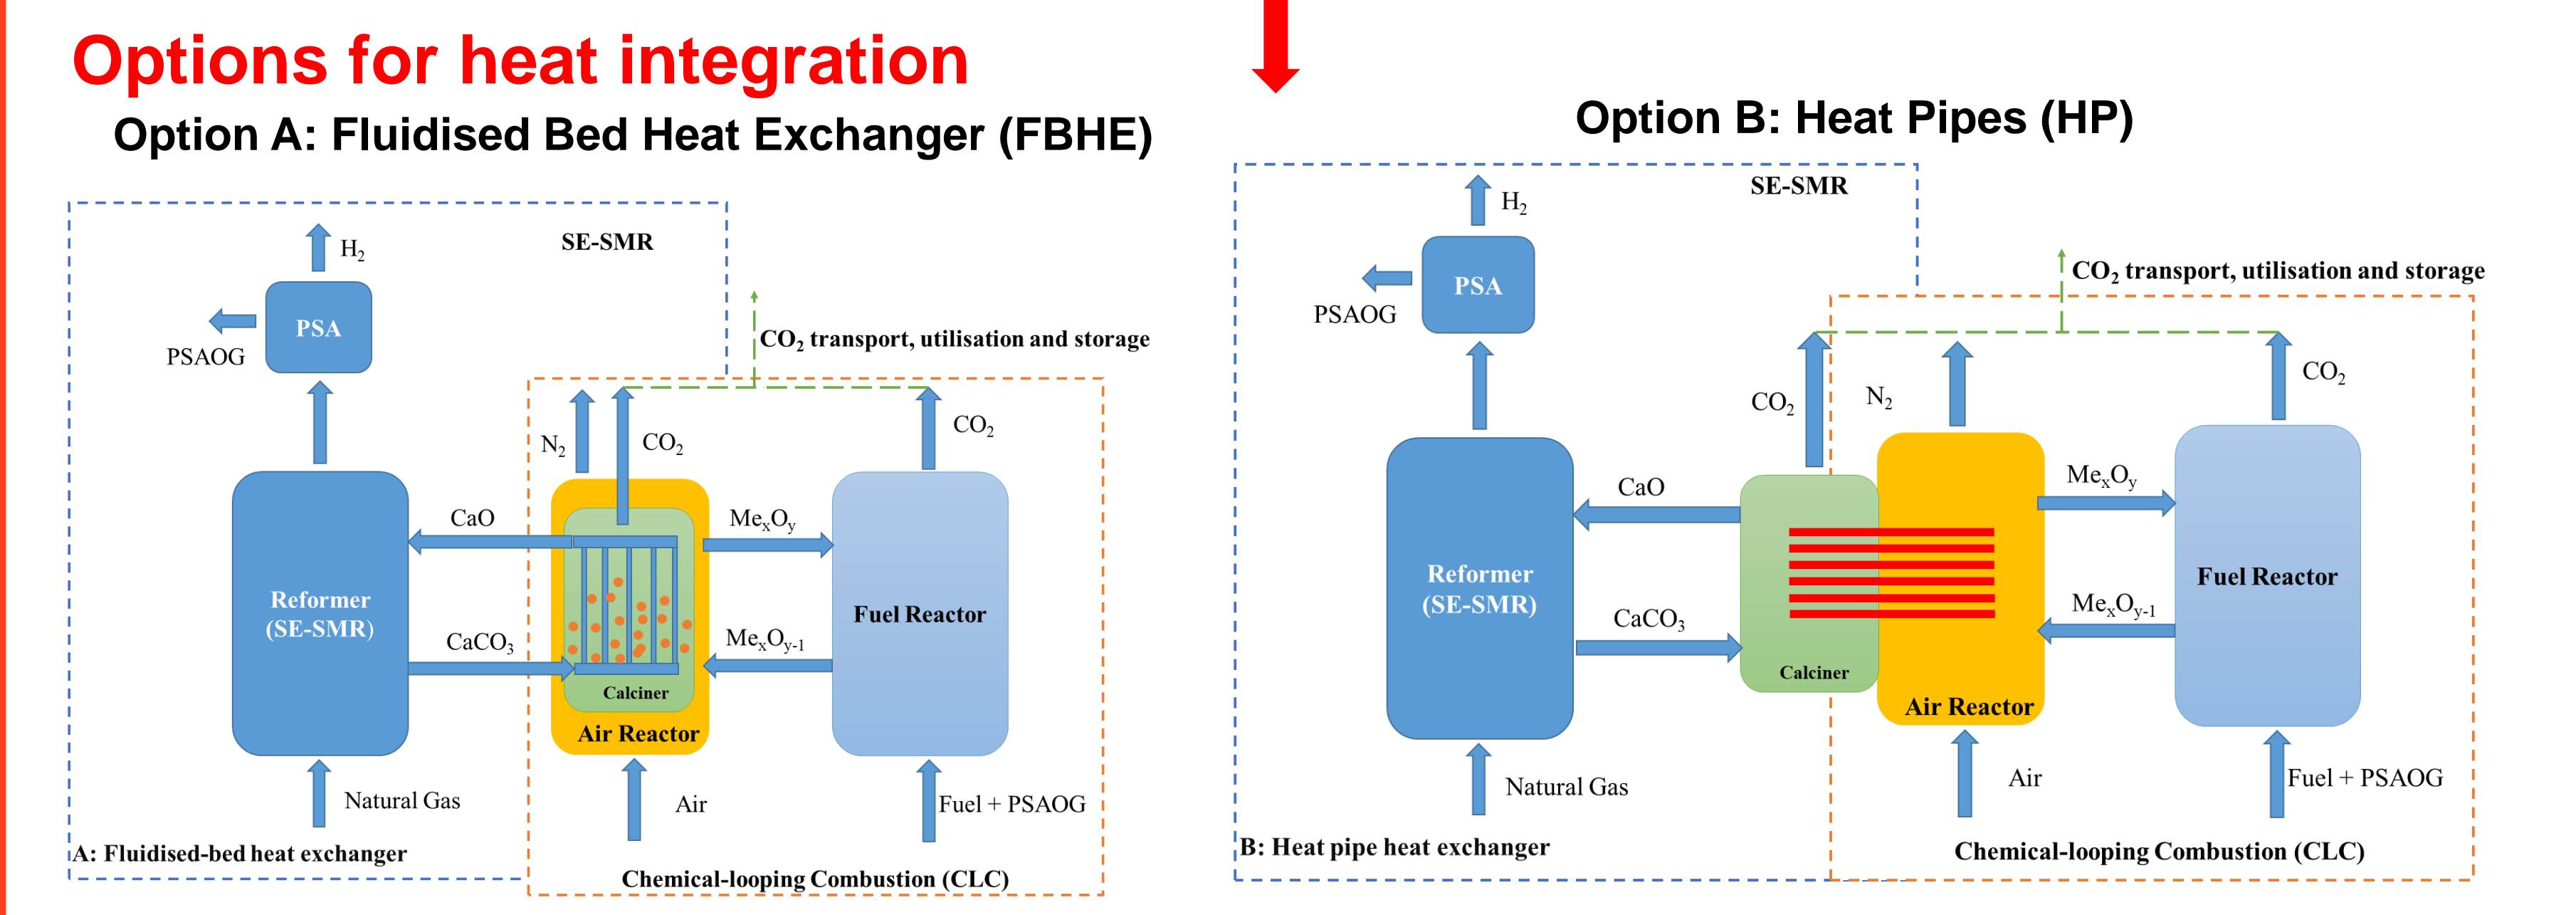 Options for heat integration
Option A: Fluidised Bed Heat Exchanger (FBHE)
SE-SMR
H₂
PSA
PSAOG
CO₂ transport, utilisation and storage
N₂
CO₂
CO₂
CaO
MeₓOᵧ
Reformer
(SE-SMR)
Fuel Reactor
CaCO₃
MeₓOᵧ₋₁
Calciner
Air Reactor
Natural Gas
Air
Fuel + PSAOG
A: Fluidised-bed heat exchanger
Chemical-looping Combustion (CLC)
Option B: Heat Pipes (HP)
SE-SMR
H₂
PSA
PSAOG
CO₂ transport, utilisation and storage
CO₂
N₂
CO₂
CaO
MeₓOᵧ
Reformer
(SE-SMR)
Fuel Reactor
CaCO₃
MeₓOᵧ₋₁
Calciner
Air Reactor
Natural Gas
Air
Fuel + PSAOG
B: Heat pipe heat exchanger
Chemical-looping Combustion (CLC)